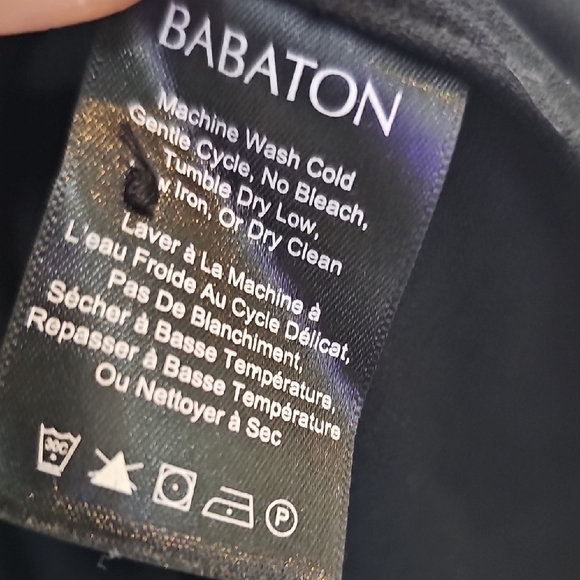 BABATON
Machine Wash Cold
Gentle Cycle, No Bleach,
Tumble Dry Low,
Iron, Or Dry Clean
Laver à La Machine à
L'eau Froide Au Cycle Délicat,
Pas De Blanchiment,
Sécher à Basse Température,
Repasser à Basse Température
Ou Nettoyer à Sec
30C
P